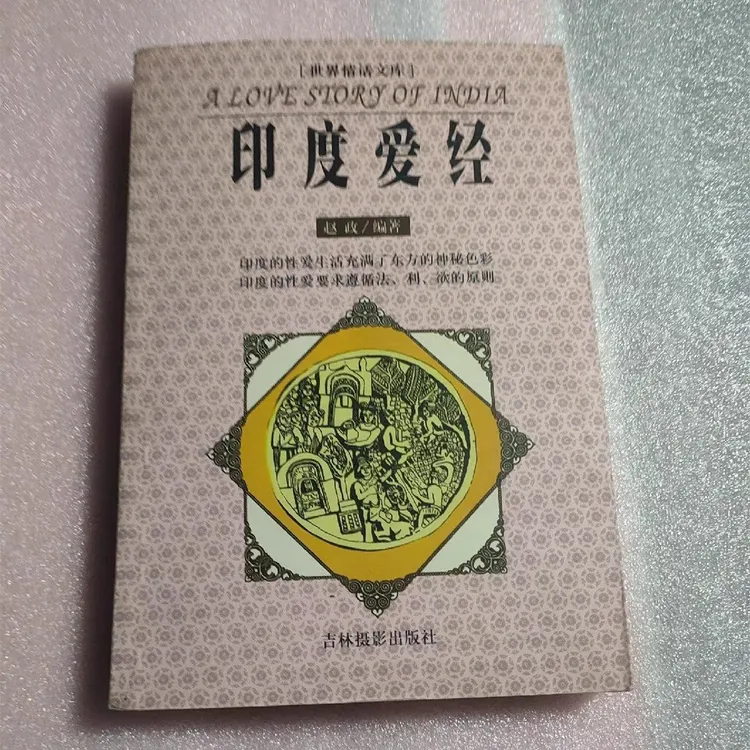 [世界情话文库]
A LOVE STORY OF INDIA
印度爱经
赵 政/编著
印度的性爱生活充满了东方的神秘色彩
印度的性爱要求遵循法、利、欲的原则
吉林摄影出版社